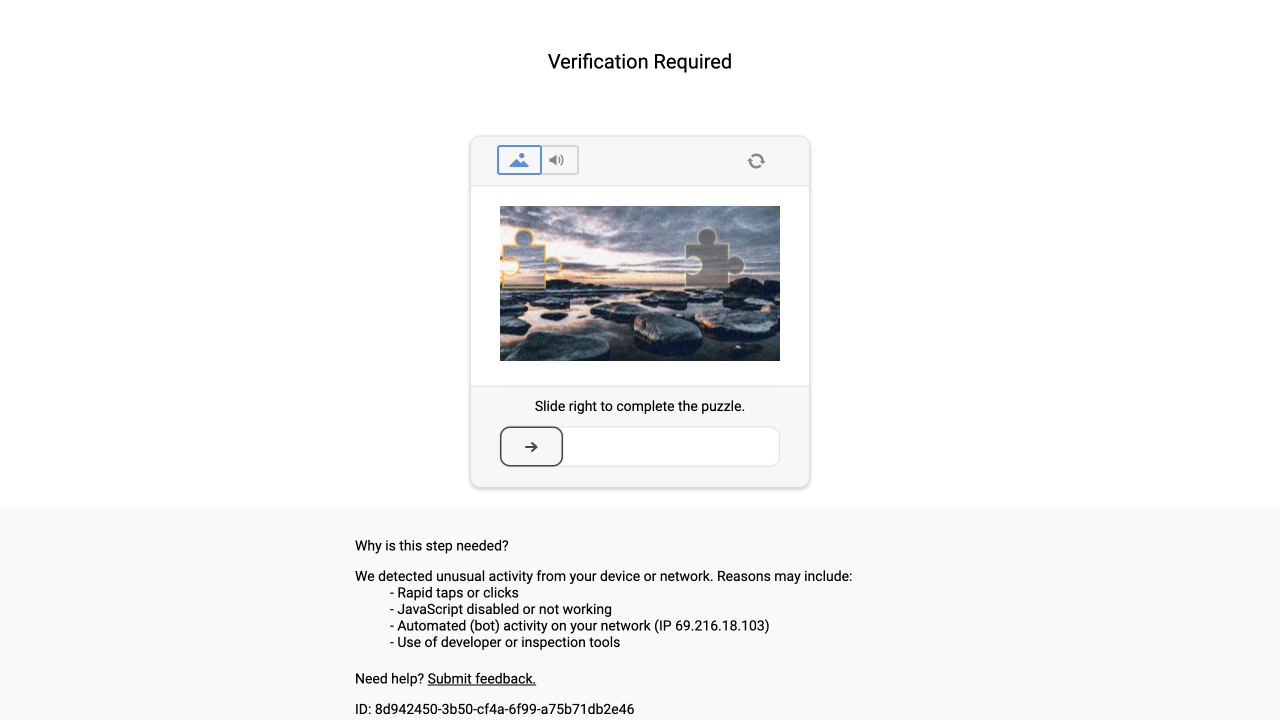 Verification Required
Slide right to complete the puzzle.
Why is this step needed?
We detected unusual activity from your device or network. Reasons may include:
- Rapid taps or clicks
- JavaScript disabled or not working
- Automated (bot) activity on your network (IP 69.216.18.103)
- Use of developer or inspection tools
Need help? Submit feedback.
ID: 8d942450-3b50-cf4a-6f99-a75b71db2e46